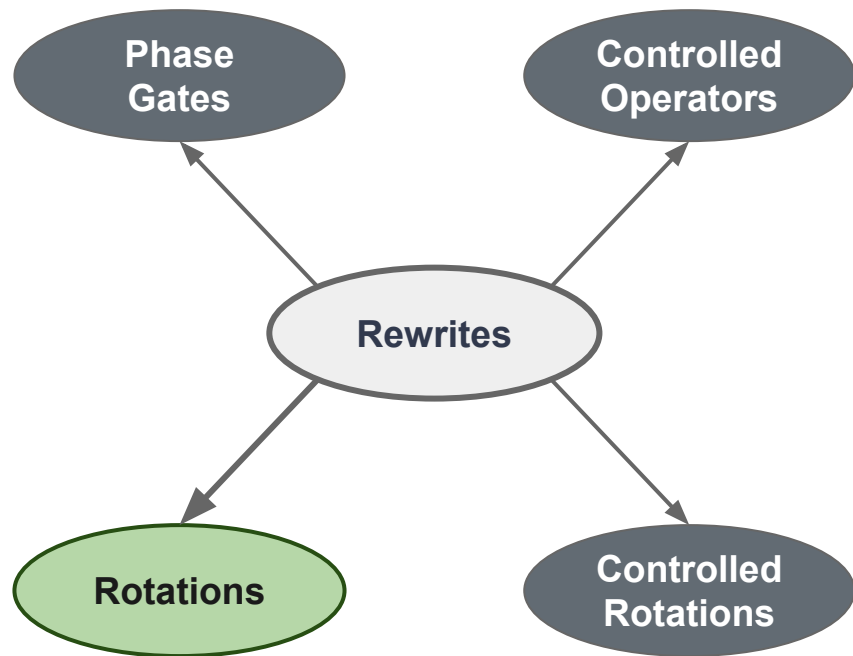 Phase
Gates
Controlled
Operators
Rewrites
Rotations
Controlled
Rotations